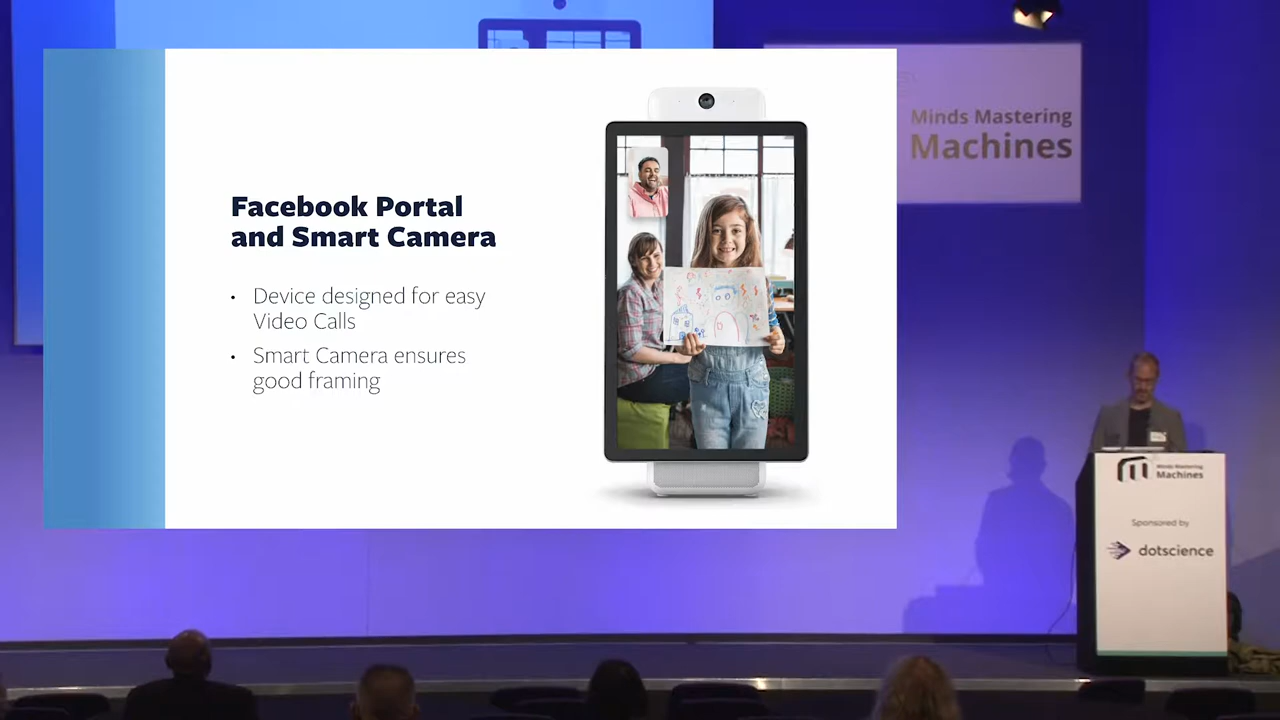 Facebook Portal
and Smart Camera
• Device designed for easy
Video Calls
• Smart Camera ensures
good framing
Minds Mastering
Machines
Minds Mastering
Machines
Sponsored by
dotscience